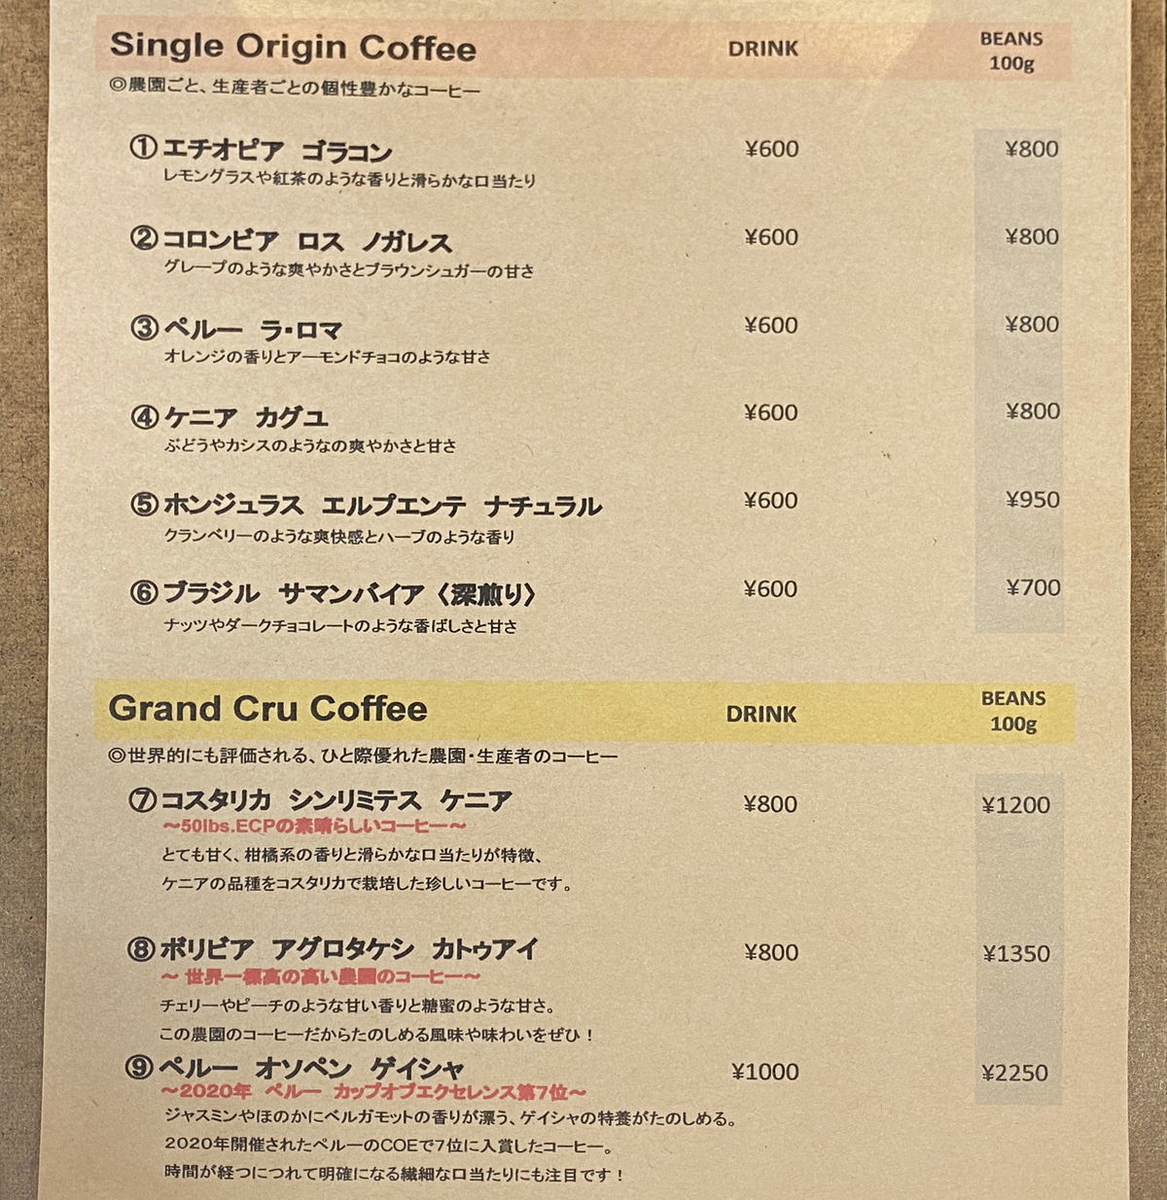 Single Origin Coffee DRINK BEANS 100g
◎農園ごと、生産者ごとの個性豊かなコーヒー
①エチオピア ゴラコン ¥600 ¥800
レモングラスや紅茶のような香りと滑らかな口当たり
②コロンビア ロス ノガレス ¥600 ¥800
グレープのような爽やかさとブラウンシュガーの甘さ
③ペルー ラ・ロマ ¥600 ¥800
オレンジの香りとアーモンドチョコのような甘さ
④ケニア カグユ ¥600 ¥800
ぶどうやカシスのようなの爽やかさと甘さ
⑤ホンジュラス エルプエンテ ナチュラル ¥600 ¥950
クランベリーのような爽快感とハーブのような香り
⑥ブラジル サマンバイア〈深煎り〉 ¥600 ¥700
ナッツやダークチョコレートのような香ばしさと甘さ
Grand Cru Coffee DRINK BEANS 100g
◎世界的にも評価される、ひと際優れた農園・生産者のコーヒー
⑦コスタリカ シンリミテス ケニア ¥800 ¥1200
～50lbs.ECPの素晴らしいコーヒー～
とても甘く、柑橘系の香りと滑らかな口当たりが特徴、
ケニアの品種をコスタリカで栽培した珍しいコーヒーです。
⑧ボリビア アグロタケシ カトゥアイ ¥800 ¥1350
～ 世界一標高の高い農園のコーヒー～
チェリーやピーチのような甘い香りと糖蜜のような甘さ。
この農園のコーヒーだからたのしめる風味や味わいをぜひ！
⑨ペルー オソペン ゲイシャ ¥1000 ¥2250
～2020年 ペルー カップオブエクセレンス第7位～
ジャスミンやほのかにベルガモットの香りが漂う、ゲイシャの特養がたのしめる。
2020年開催されたペルーのCOEで7位に入賞したコーヒー。
時間が経つにつれて明確になる繊細な口当たりにも注目です！